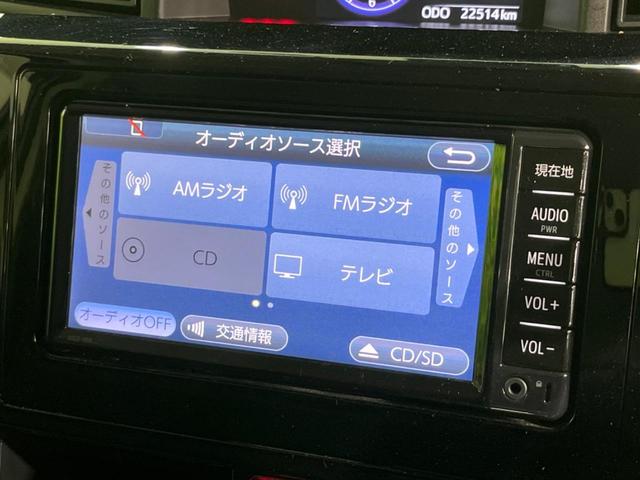 ODO 22514km
オーディオソース選択
その他のソース
AMラジオ
FMラジオ
その他のソース
CD
テレビ
オーディオOFF
交通情報
CD/SD
現在地
AUDIO
PWR
MENU
CTRL
VOL+
VOL-